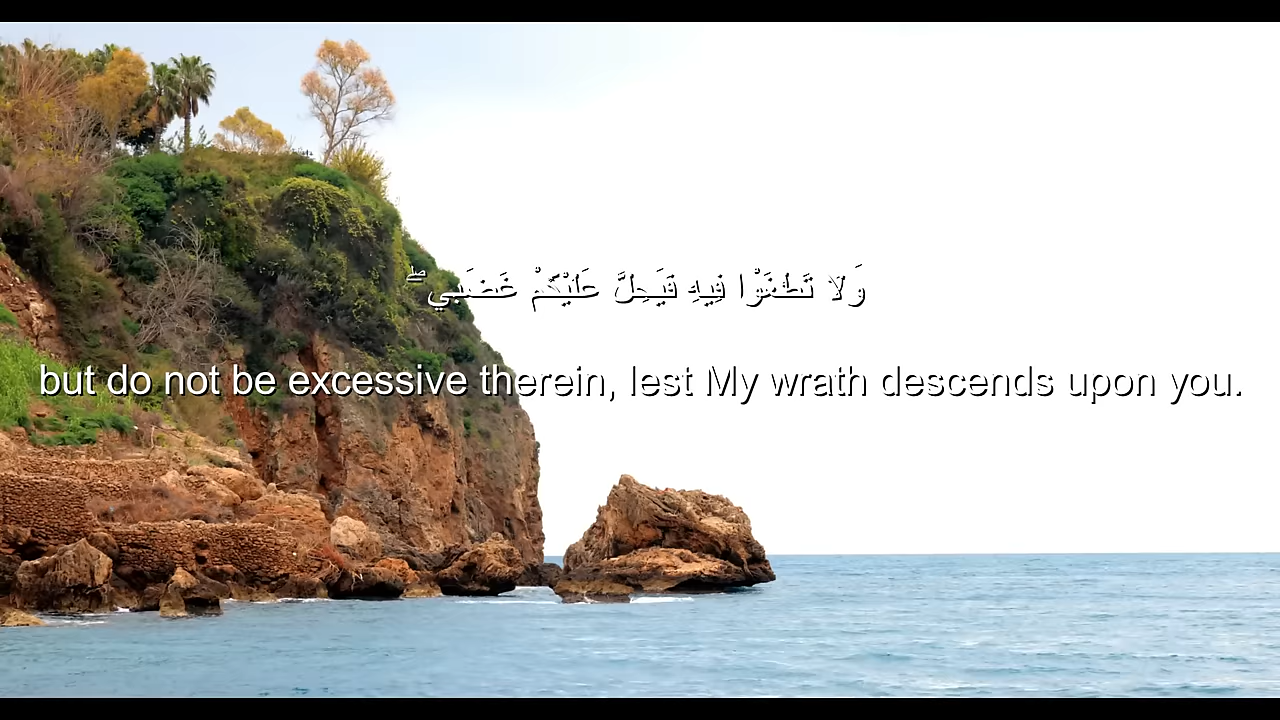 وَلَا تَطْغَوْا فِيهِ فَيَحِلَّ عَلَيْكُمْ غَضَبِي ۖ
but do not be excessive therein, lest My wrath descends upon you.